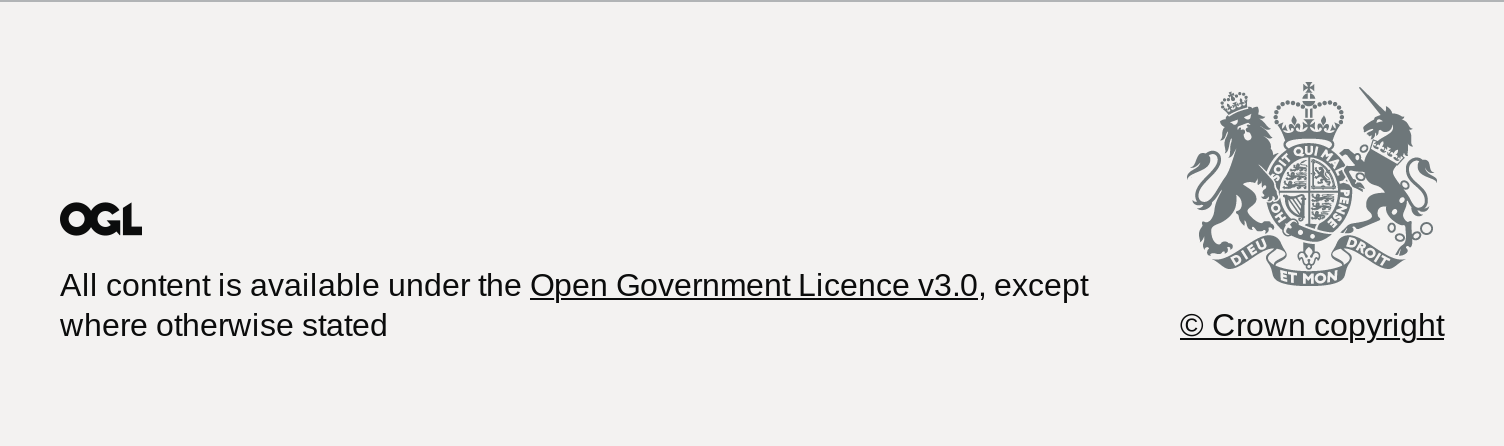 OGL
All content is available under the Open Government Licence v3.0, except
where otherwise stated
SOIT QUI MAL Y PENSE
HON
DIEU ET MON DROIT
© Crown copyright